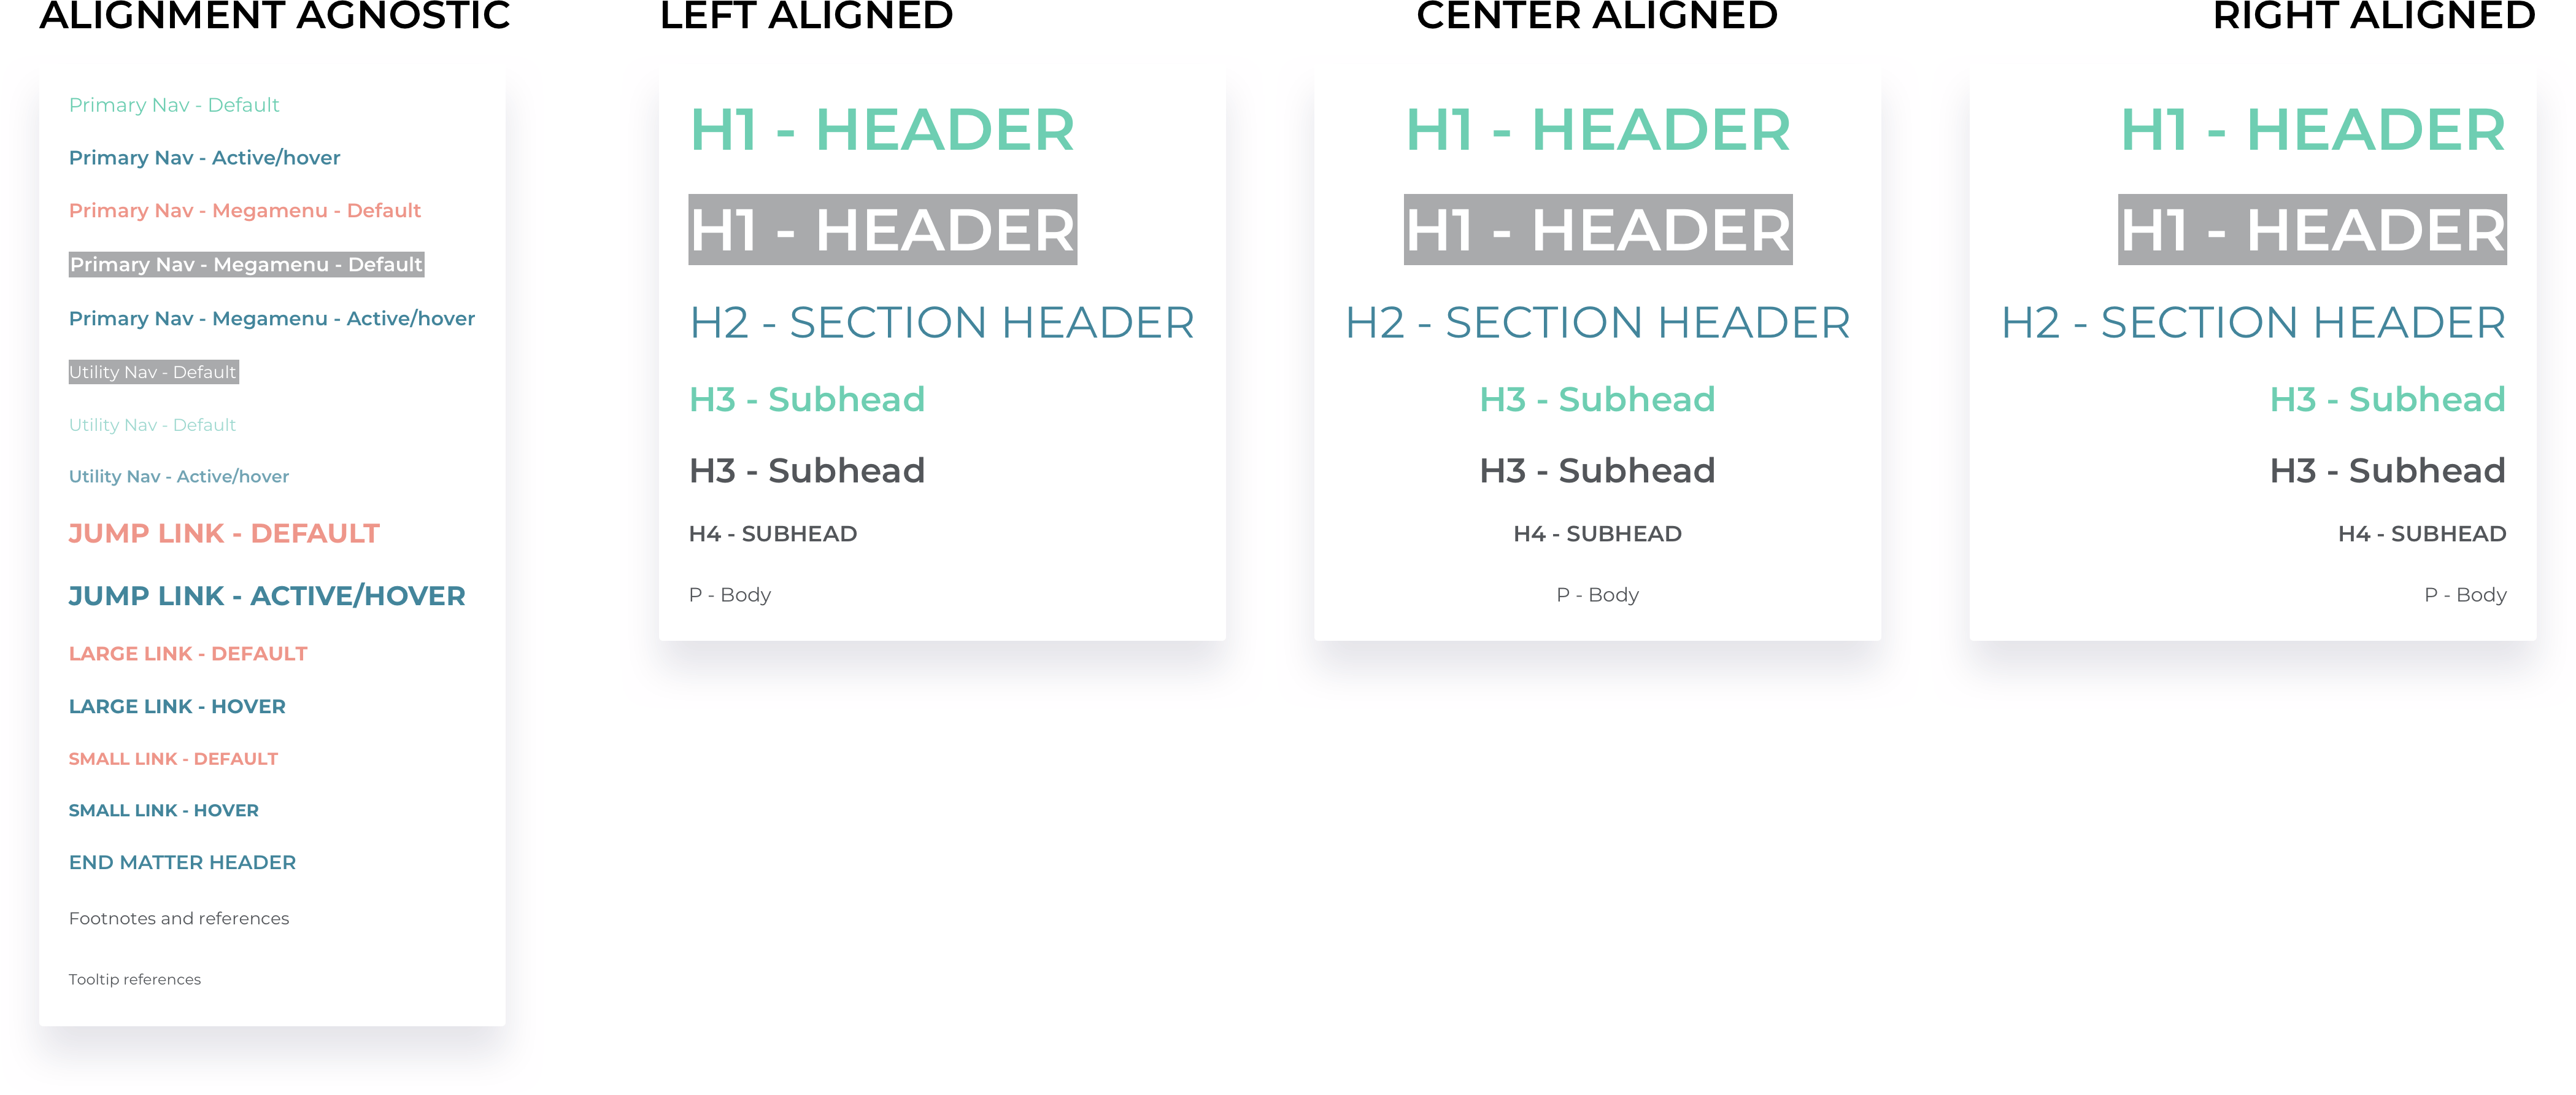 ALIGNMENT AGNOSTIC
Primary Nav - Default
Primary Nav - Active/hover
Primary Nav - Megamenu - Default
Primary Nav - Megamenu - Default
Primary Nav - Megamenu - Active/hover
Utility Nav - Default
Utility Nav - Default
Utility Nav - Active/hover
JUMP LINK - DEFAULT
JUMP LINK - ACTIVE/HOVER
LARGE LINK - DEFAULT
LARGE LINK - HOVER
SMALL LINK - DEFAULT
SMALL LINK - HOVER
END MATTER HEADER
Footnotes and references
Tooltip references
LEFT ALIGNED
H1 - HEADER
H1 - HEADER
H2 - SECTION HEADER
H3 - Subhead
H3 - Subhead
H4 - SUBHEAD
P - Body
CENTER ALIGNED
H1 - HEADER
H1 - HEADER
H2 - SECTION HEADER
H3 - Subhead
H3 - Subhead
H4 - SUBHEAD
P - Body
RIGHT ALIGNED
H1 - HEADER
H1 - HEADER
H2 - SECTION HEADER
H3 - Subhead
H3 - Subhead
H4 - SUBHEAD
P - Body